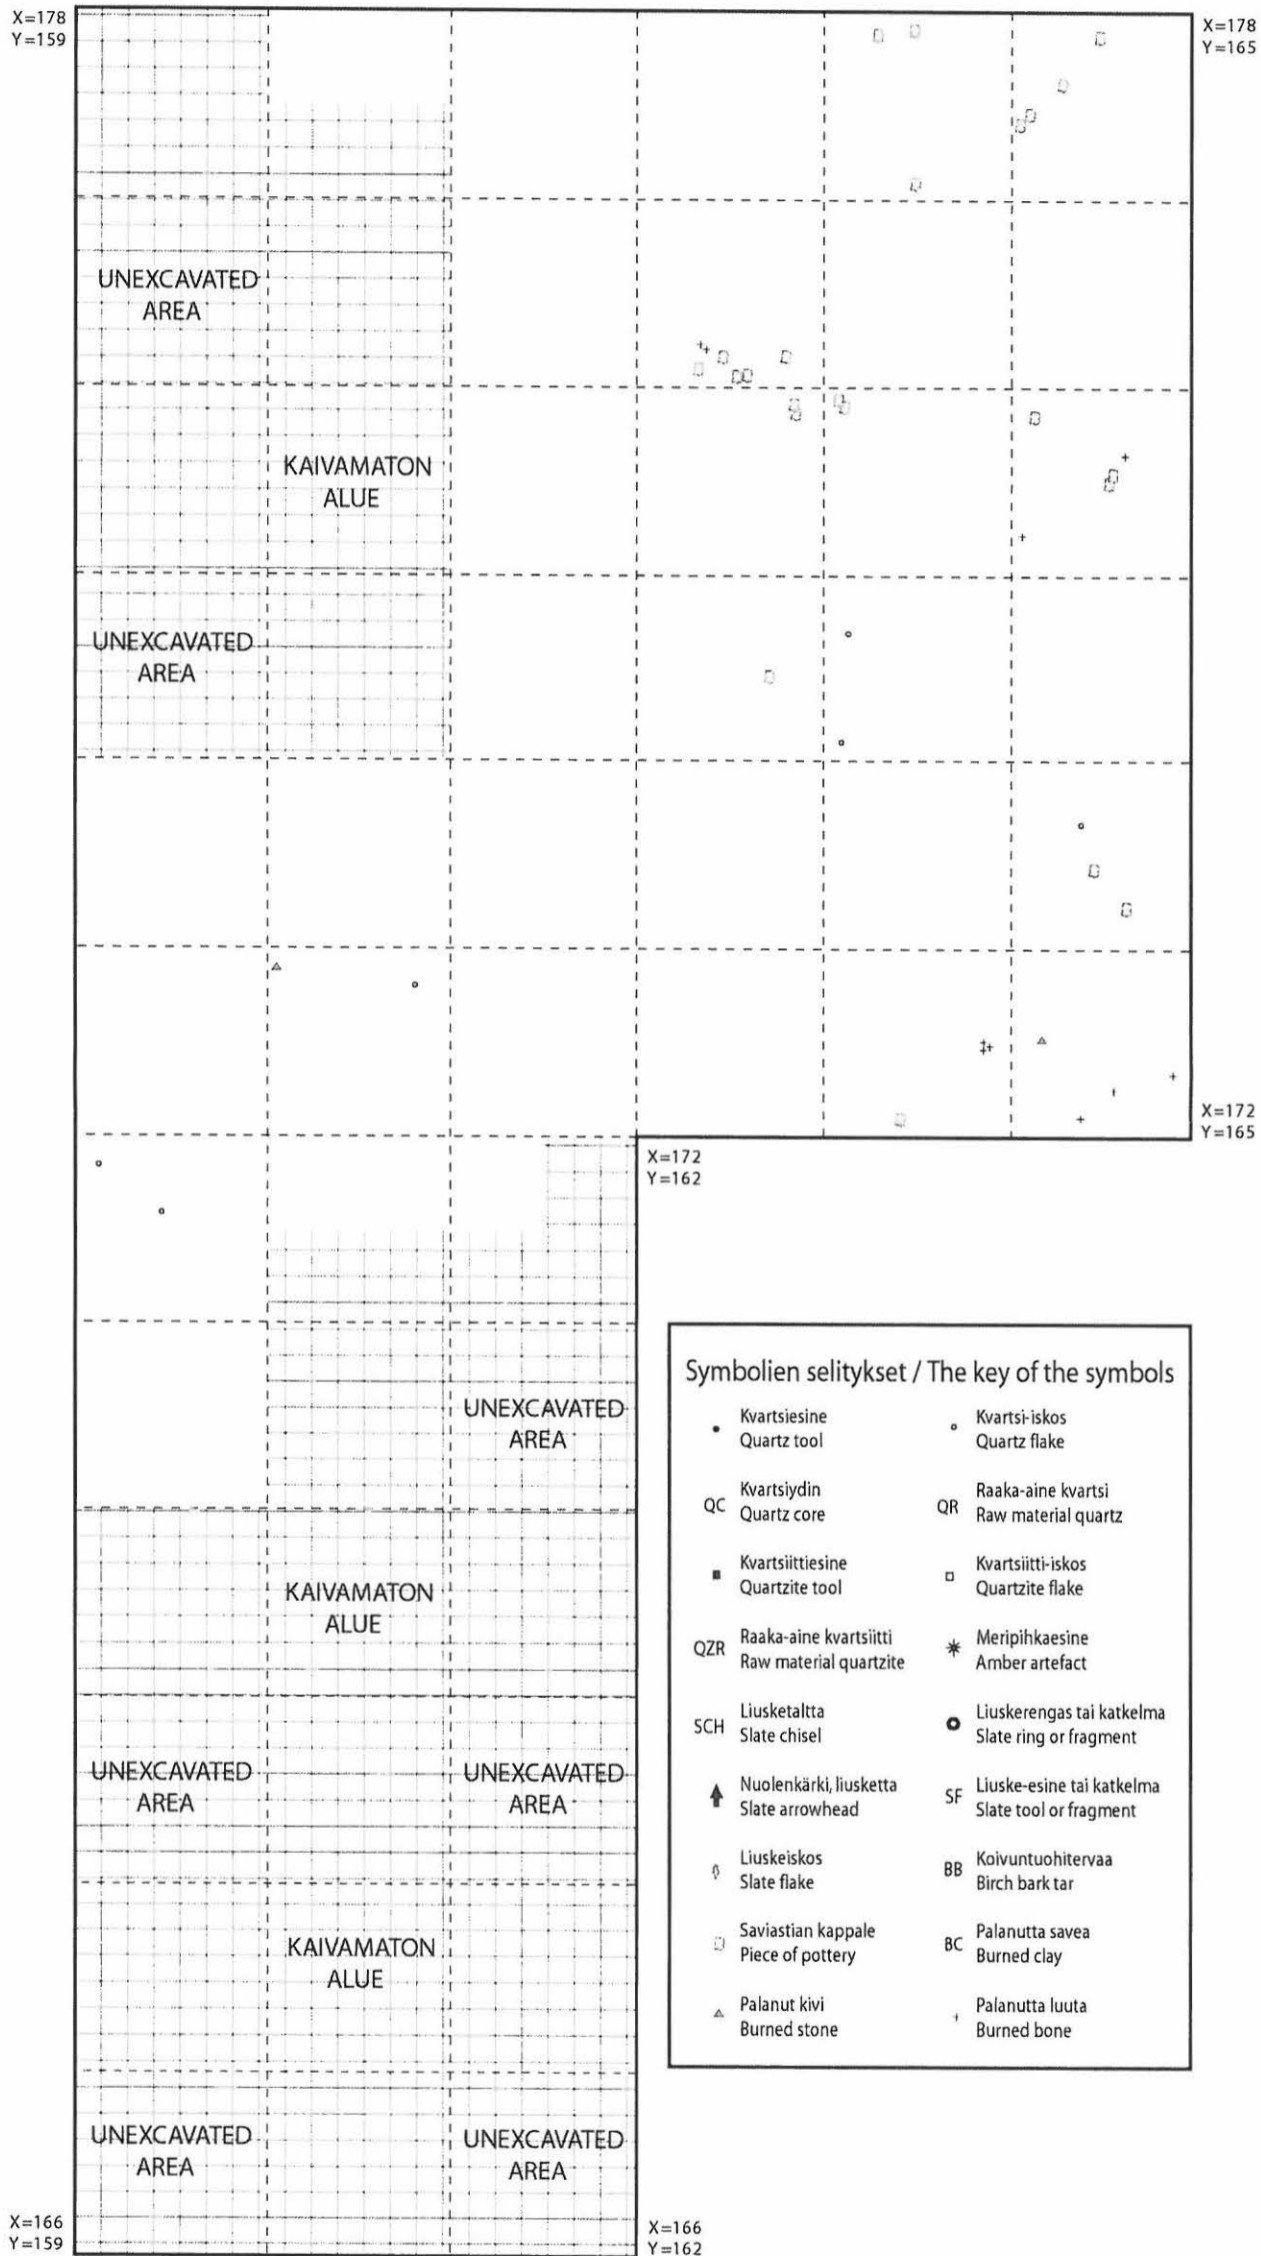 X=178
Y=159
X=178
Y=165
UNEXCAVATED
AREA
KAIVAMATON
ALUE
UNEXCAVATED
AREA
X=172
Y=165
X=172
Y=162
UNEXCAVATED
AREA
KAIVAMATON
ALUE
UNEXCAVATED
AREA
UNEXCAVATED
AREA
KAIVAMATON
ALUE
UNEXCAVATED
AREA
UNEXCAVATED
AREA
X=166
Y=159
X=166
Y=162
Symbolien selitykset / The key of the symbols
Kvartsiesine
Quartz tool
Kvartsi-iskos
Quartz flake
QC
Kvartsiydin
Quartz core
QR
Raaka-aine kvartsi
Raw material quartz
Kvartsiittiesine
Quartzite tool
Kvartsiitti-iskos
Quartzite flake
QZR
Raaka-aine kvartsiitti
Raw material quartzite
Meripihkaesine
Amber artefact
SCH
Liusketaltta
Slate chisel
Liuskerengas tai katkelma
Slate ring or fragment
Nuolenkärki, liusketta
Slate arrowhead
SF
Liuske-esine tai katkelma
Slate tool or fragment
Liuskeiskos
Slate flake
BB
Koivuntuohitervaa
Birch bark tar
Saviastian kappale
Piece of pottery
BC
Palanutta savea
Burned clay
Palanut kivi
Burned stone
Palanutta luuta
Burned bone